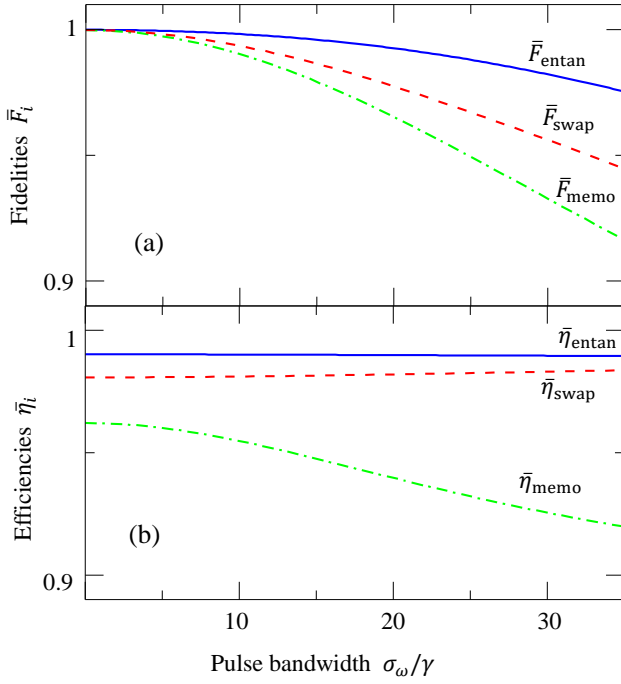 1
F̄entan
F̄swap
F̄memo
Fidelities F̄i
(a)
0.9
1
η̄entan
η̄swap
η̄memo
Efficiencies η̄i
(b)
0.9
10 20 30
Pulse bandwidth σω/γ